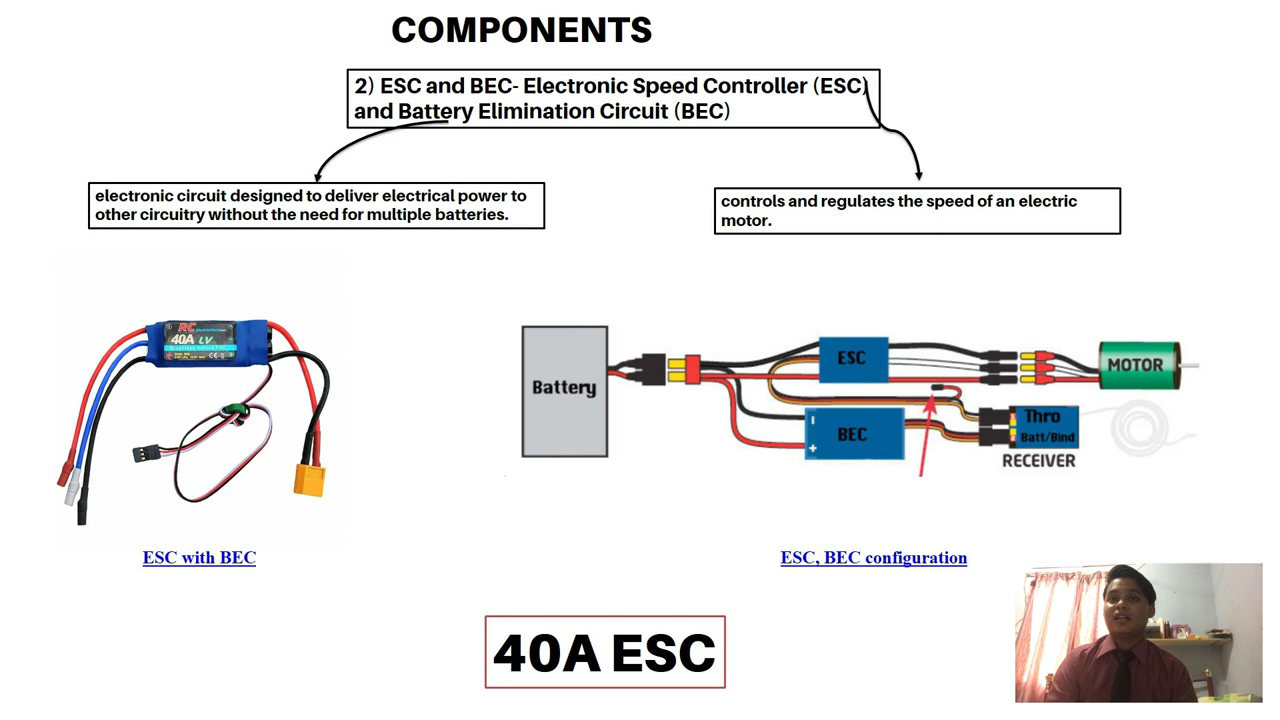 COMPONENTS
2) ESC and BEC- Electronic Speed Controller (ESC)
and Battery Elimination Circuit (BEC)
electronic circuit designed to deliver electrical power to
other circuitry without the need for multiple batteries.
controls and regulates the speed of an electric
motor.
RC
40A LV
Battery
ESC
MOTOR
BEC
Thro
Batt/Bind
RECEIVER
ESC with BEC
ESC, BEC configuration
40A ESC